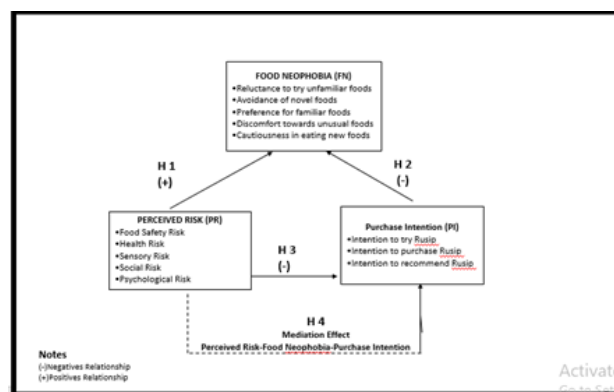 FOOD NEOPHOBIA (FN)
•Reluctance to try unfamiliar foods
•Avoidance of novel foods
•Preference for familiar foods
•Discomfort towards unusual foods
•Cautiousness in eating new foods
H 1
(+)
H 2
(-)
PERCEIVED RISK (PR)
•Food Safety Risk
•Health Risk
•Sensory Risk
•Social Risk
•Psychological Risk
H 3
(-)
Purchase Intention (PI)
•Intention to try Rusip
•Intention to purchase Rusip
•Intention to recommend Rusip
H 4
Mediation Effect
Perceived Risk-Food Neophobia-Purchase Intention
Notes
(-)Negatives Relationship
(+)Positives Relationship
Activat